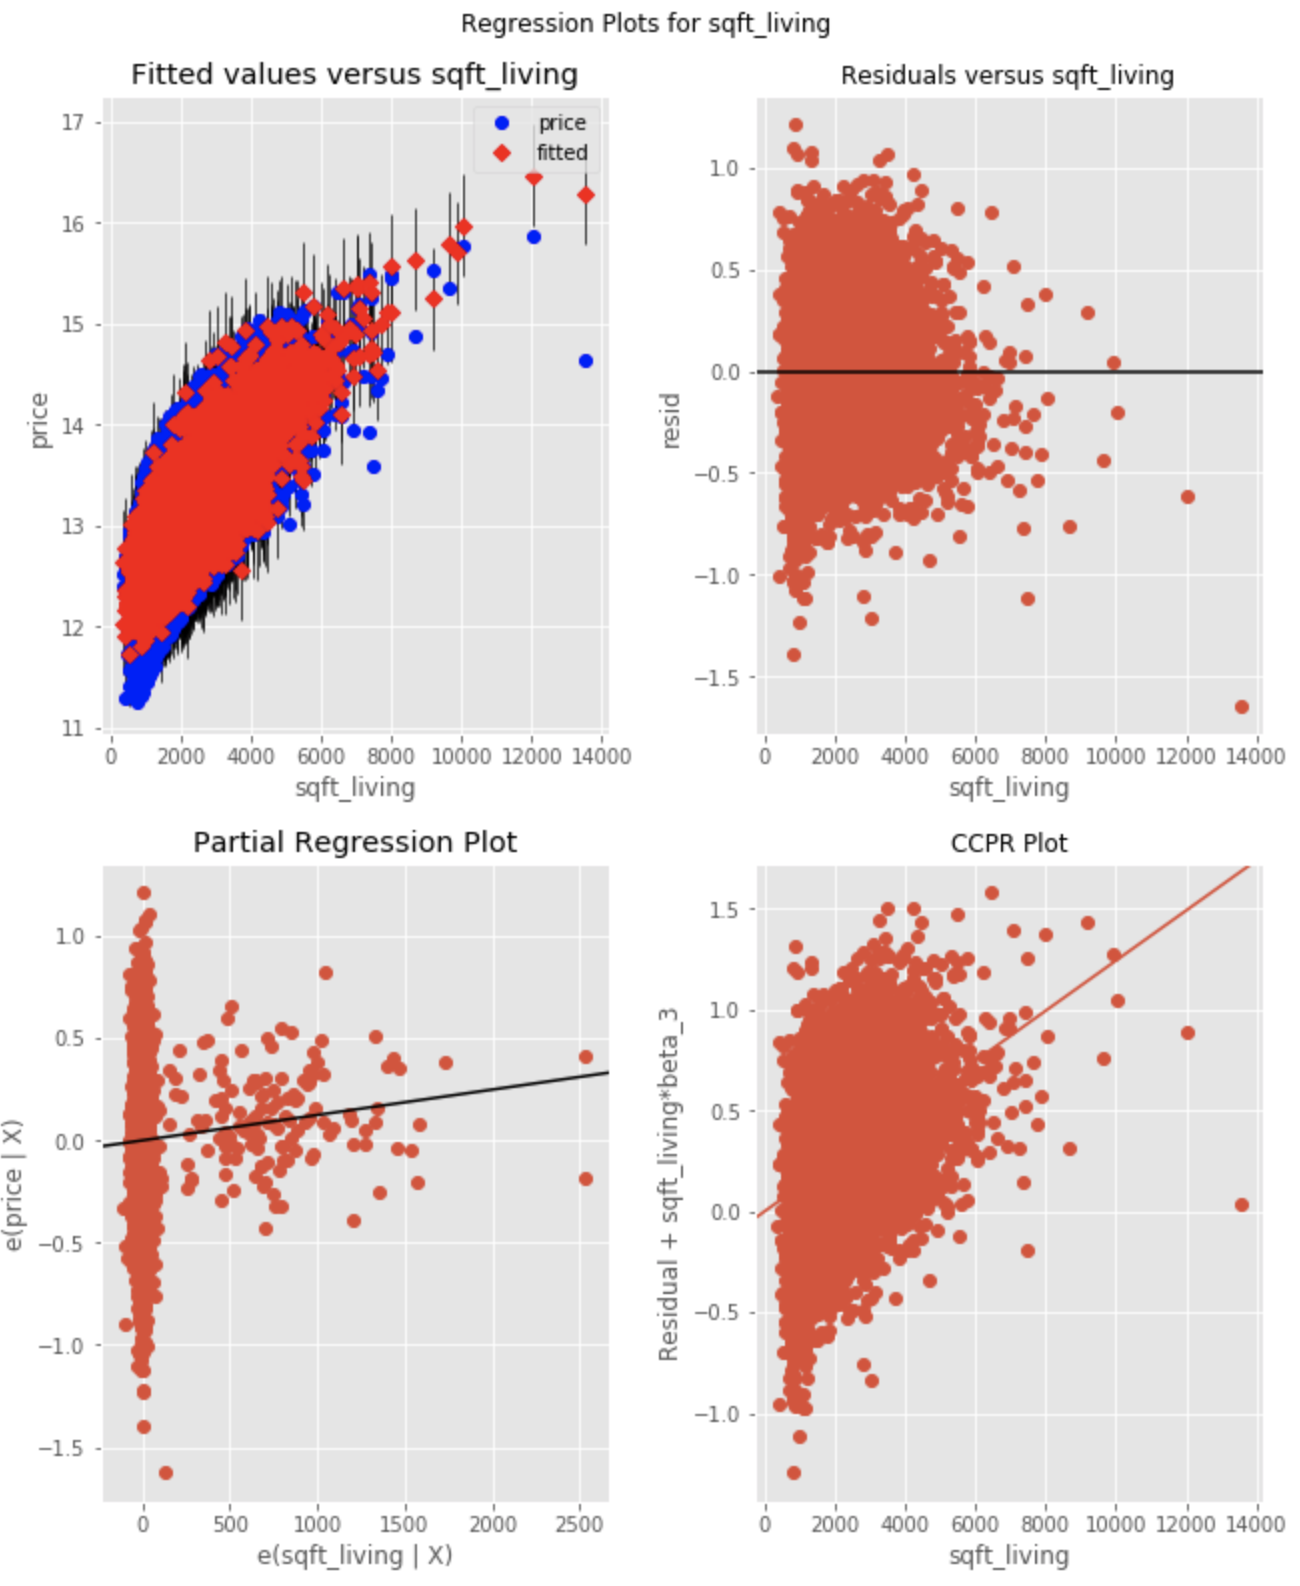 Regression Plots for sqft_living
Fitted values versus sqft_living
17
16
15
14
13
12
11
price
price
fitted
0 2000 4000 6000 8000 10000 12000 14000
sqft_living
Residuals versus sqft_living
1.0
0.5
0.0
−0.5
−1.0
−1.5
resid
0 2000 4000 6000 8000 10000 12000 14000
sqft_living
Partial Regression Plot
1.0
0.5
0.0
−0.5
−1.0
−1.5
e(price | X)
0 500 1000 1500 2000 2500
e(sqft_living | X)
CCPR Plot
1.5
1.0
0.5
0.0
−0.5
−1.0
Residual + sqft_living*beta_3
0 2000 4000 6000 8000 10000 12000 14000
sqft_living